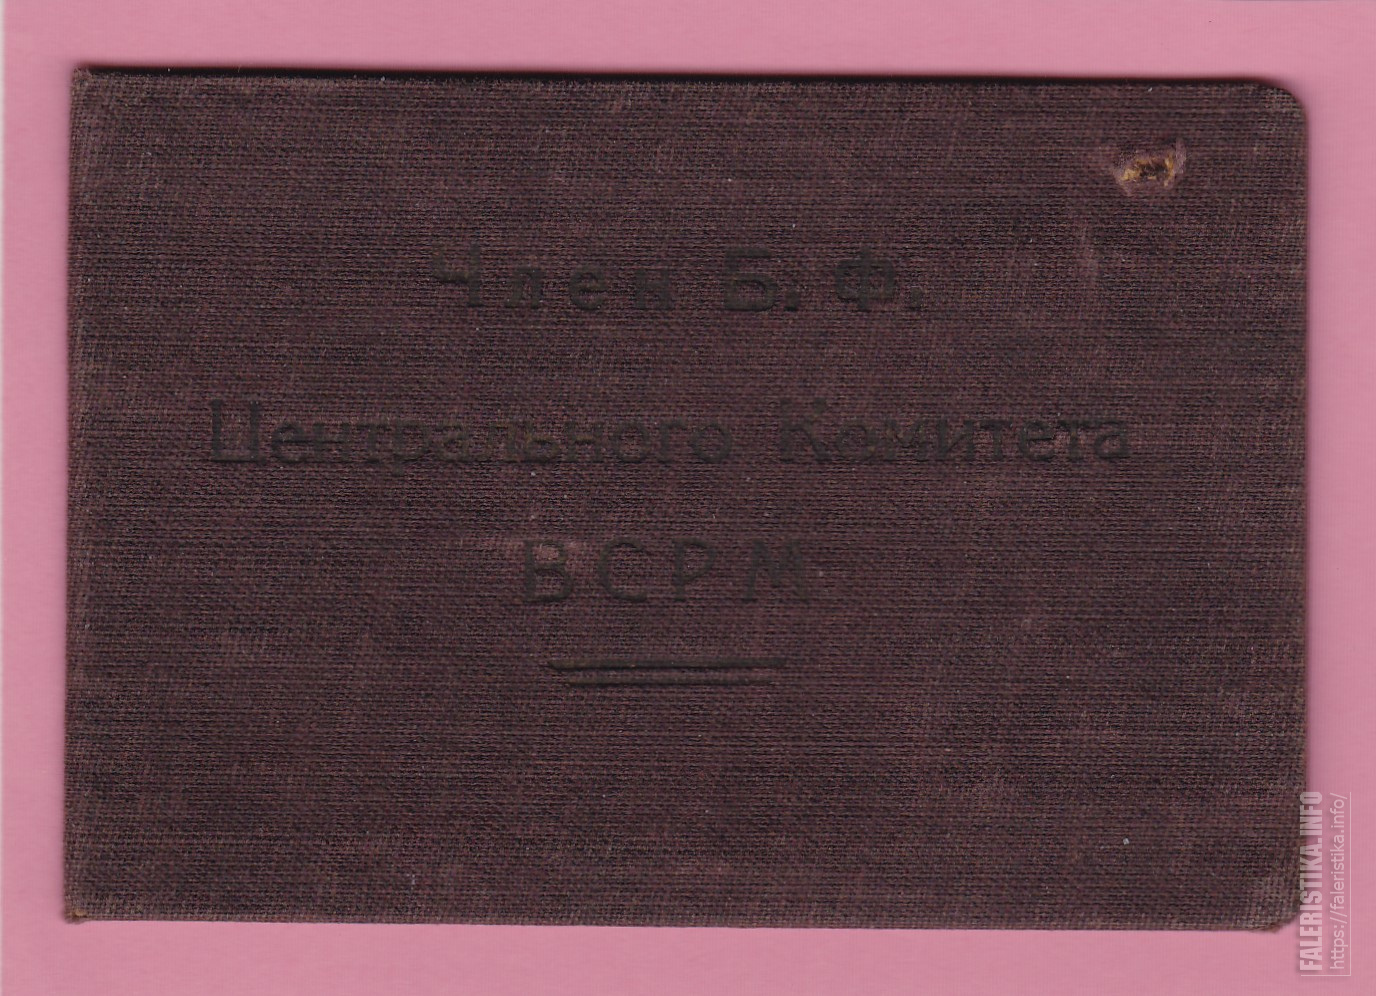 Член Б. Ф.
Центрального Комитета
ВСРМ
FALERISTIKA.INFO
https://faleristika.info/